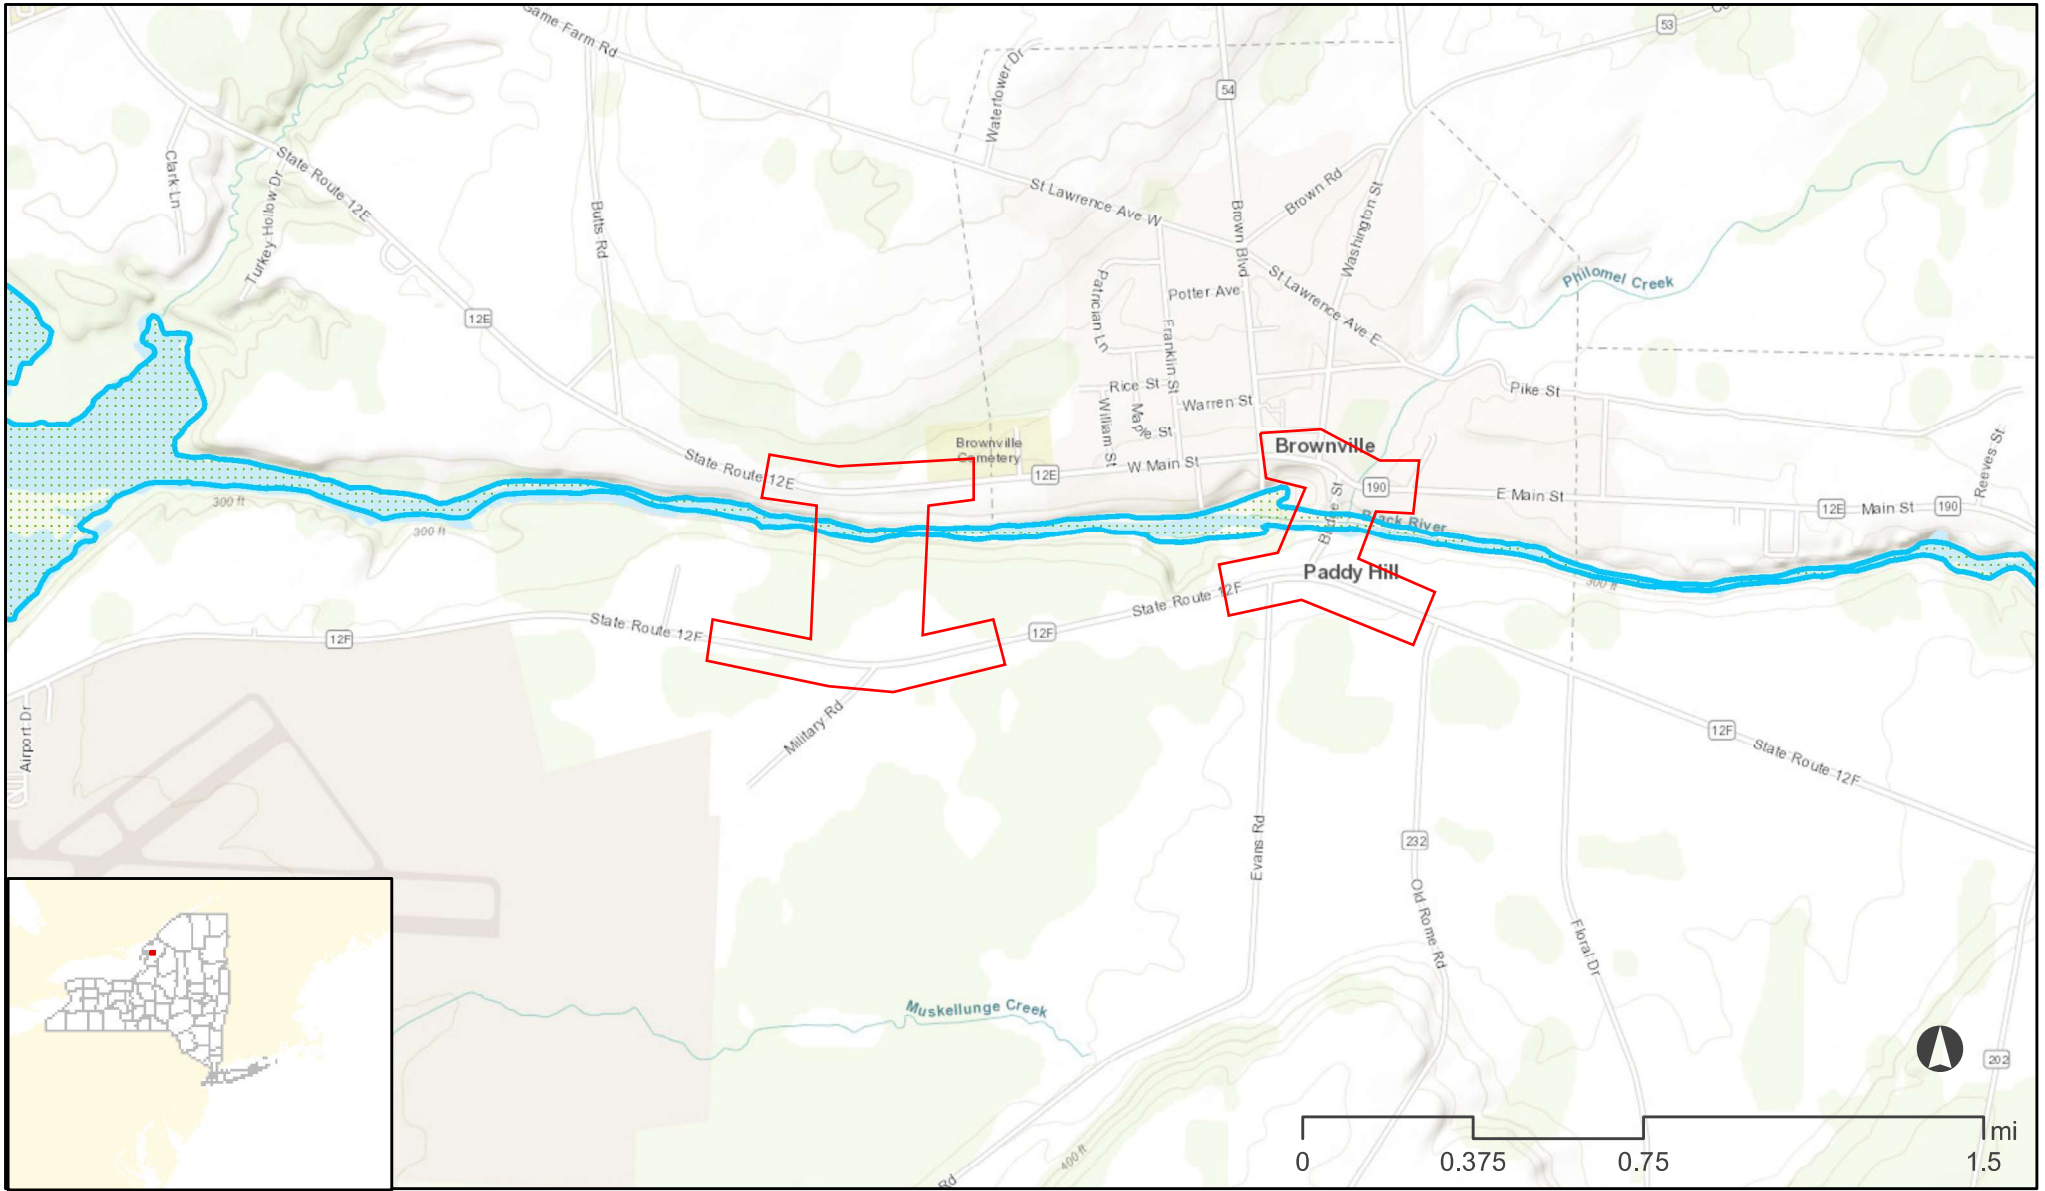 Game Farm Rd
53
Watertower Dr
54
Clark Ln
State Route 12E
Turkey Hollow Dr
Butts Rd
St Lawrence Ave W
Brown Rd
Brown Blvd
Washington St
Philomel Creek
St Lawrence Ave E
Patrician Ln
Potter Ave
Franklin St
12E
Rice St
Warren St
Maple St
William St
Pike St
Brownville
Cemetery
Brownville
State Route 12E
12E
W Main St
190
E Main St
12E
Main St
190
Reeves St
Bridge St
Black River
300 ft
300 ft
300 ft
Paddy Hill
State Route 12F
12F
State Route 12F
12F
Military Rd
Airport Dr
12F
State Route 12F
Evans Rd
232
Old Rome Rd
Floral Dr
Muskellunge Creek
202
400 ft
Rd
mi
0
0.375
0.75
1.5